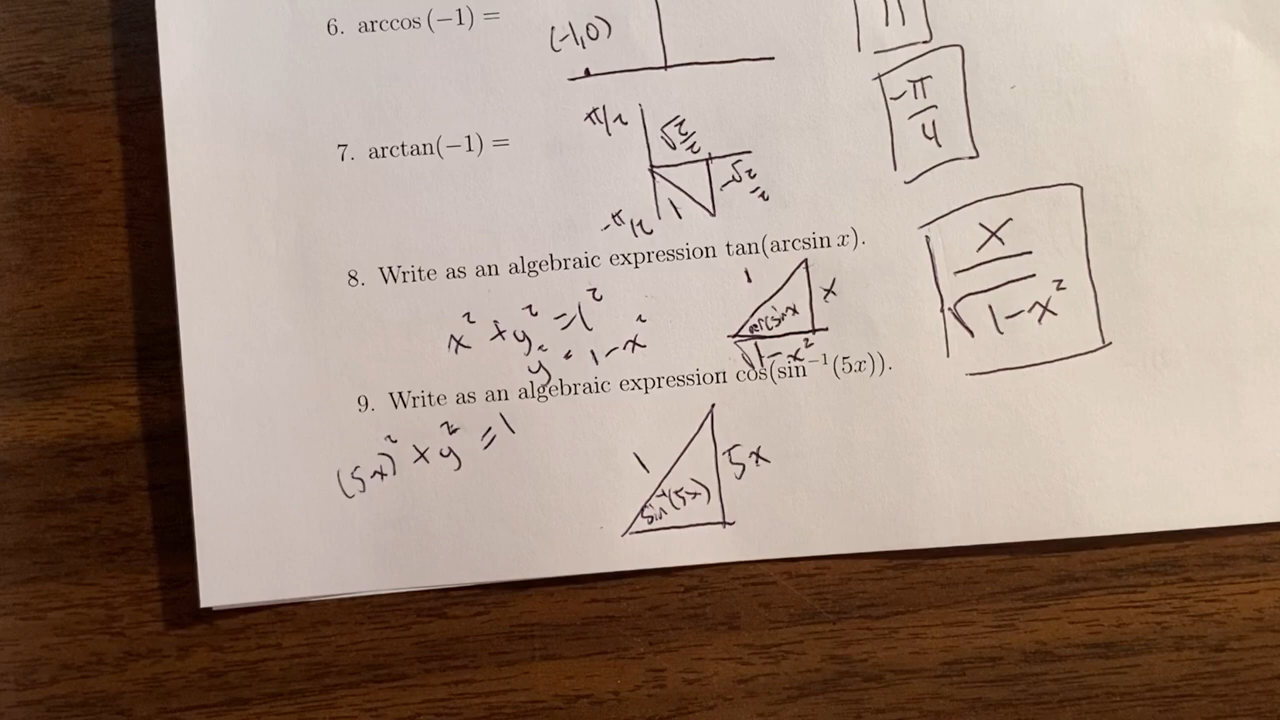 6. arccos (−1) =
(-1,0)
π
7. arctan(−1) =
π/2
√2/2
-√2/2
1
-π/2
-π/4
8. Write as an algebraic expression tan(arcsin x).
x² + y² = 1²
y² = 1-x²
1
x
arcsin x
√1-x²
x/√1-x²
9. Write as an algebraic expression cos(sin⁻¹(5x)).
(5x)² + y² = 1
1
5x
sin⁻¹(5x)